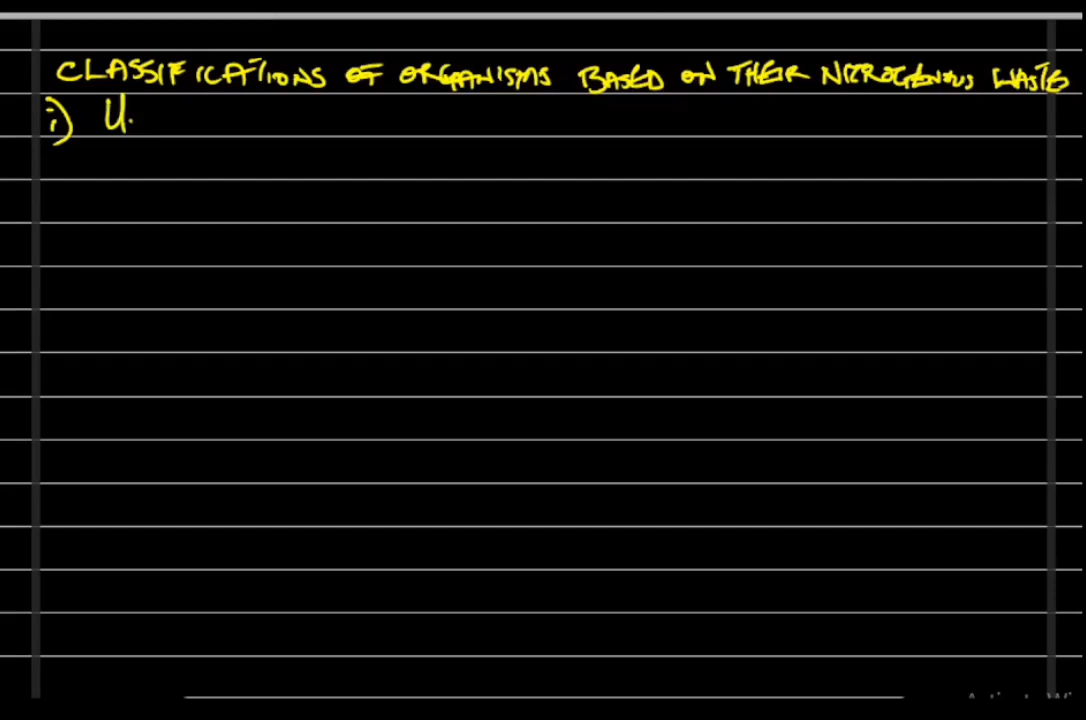 CLASSIFICATIONS OF ORGANISMS BASED ON THEIR NITROGENOUS WASTE
i) U